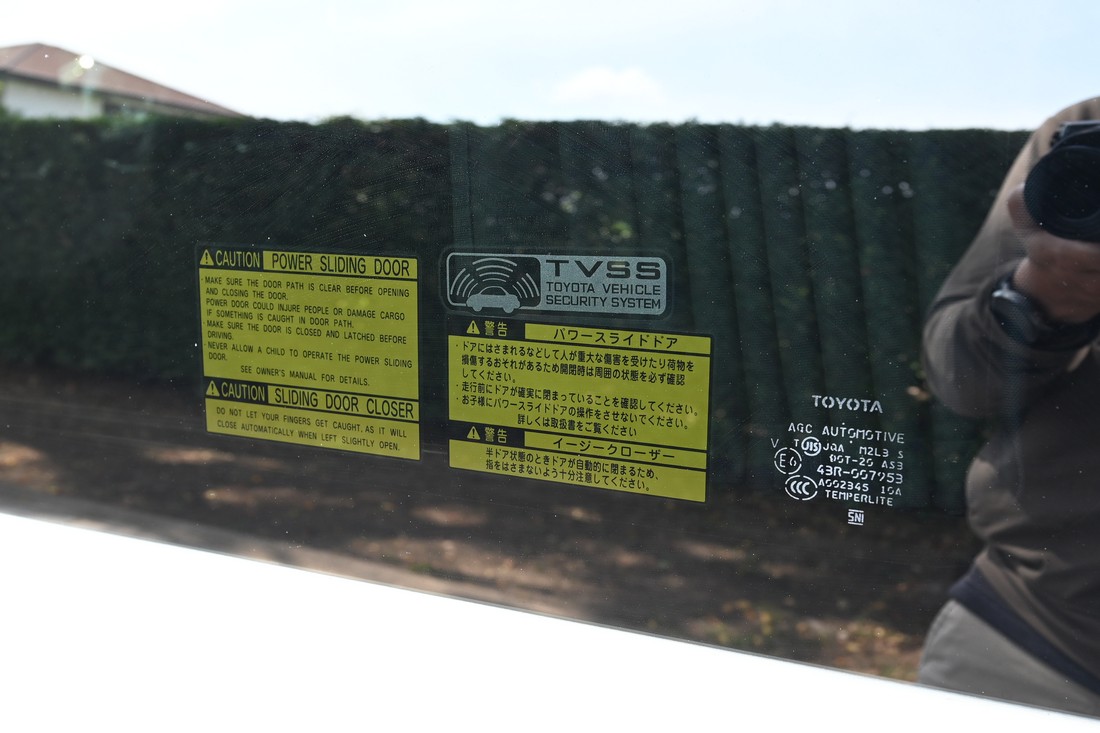 CAUTION POWER SLIDING DOOR
・MAKE SURE THE DOOR PATH IS CLEAR BEFORE OPENING
AND CLOSING THE DOOR.
POWER DOOR COULD INJURE PEOPLE OR DAMAGE CARGO
IF SOMETHING IS CAUGHT IN DOOR PATH.
・MAKE SURE THE DOOR IS CLOSED AND LATCHED BEFORE
DRIVING.
・NEVER ALLOW A CHILD TO OPERATE THE POWER SLIDING
DOOR.
SEE OWNER'S MANUAL FOR DETAILS.
CAUTION SLIDING DOOR CLOSER
DO NOT LET YOUR FINGERS GET CAUGHT, AS IT WILL
CLOSE AUTOMATICALLY WHEN LEFT SLIGHTLY OPEN.
TVSS
TOYOTA VEHICLE
SECURITY SYSTEM
警告 パワースライドドア
・ドアにはさまれるなどして人が重大な傷害を受けたり荷物を
損傷するおそれがあるため開閉時は周囲の状態を必ず確認
してください。
・走行前にドアが確実に閉まっていることを確認してください。
・お子様にパワースライドドアの操作をさせないでください。
詳しくは取扱書をご覧ください
警告 イージークローザー
半ドア状態のときドアが自動的に閉まるため、
指をはさまないよう十分注意してください。
TOYOTA
AGC AUTOMOTIVE
V T JIS JQA M2L3 S
E6 DOT-20 AS3
43R-007953
CCC A002345 10A
TEMPERLITE
SNI